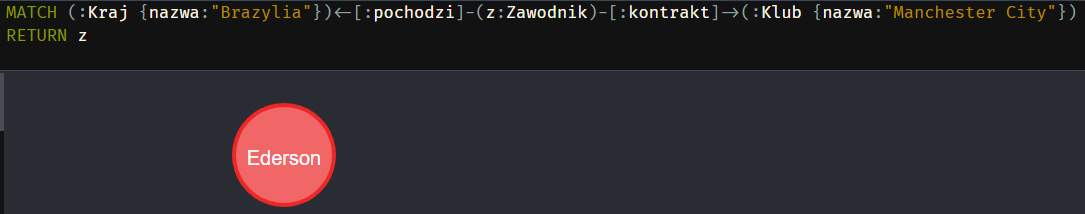 MATCH (:Kraj {nazwa:"Brazylia"})<-[:pochodzi]-(z:Zawodnik)-[:kontrakt]->(:Klub {nazwa:"Manchester City"})
RETURN z
Ederson